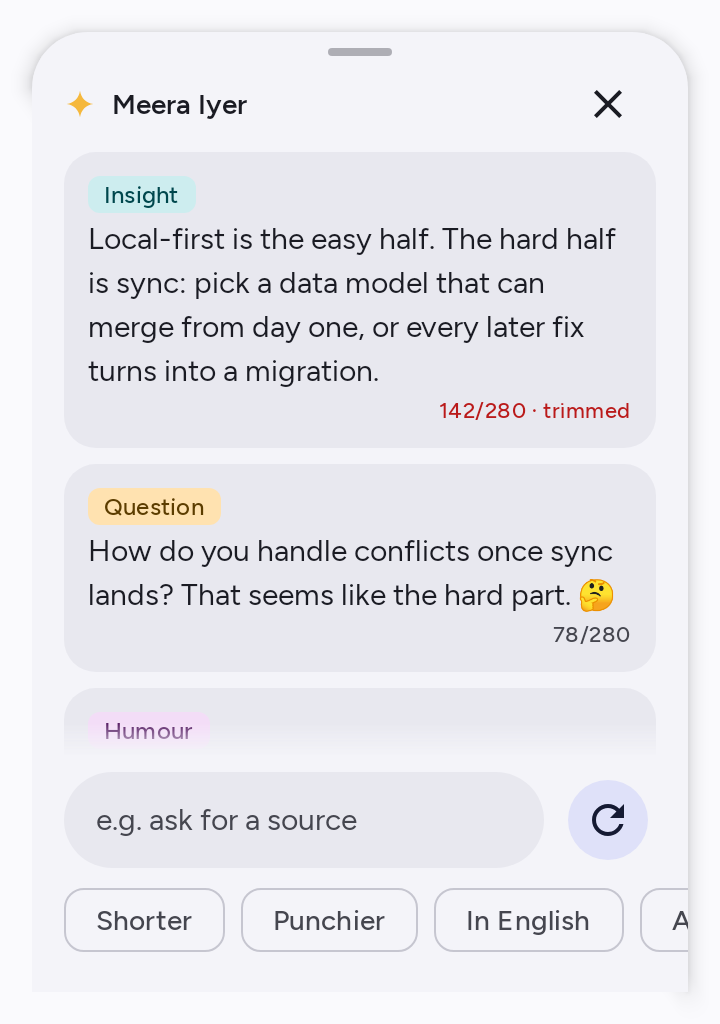 Meera Iyer
Insight
Local-first is the easy half. The hard half
is sync: pick a data model that can
merge from day one, or every later fix
turns into a migration.
142/280 · trimmed
Question
How do you handle conflicts once sync
lands? That seems like the hard part. 🤔
78/280
Humour
e.g. ask for a source
Shorter
Punchier
In English